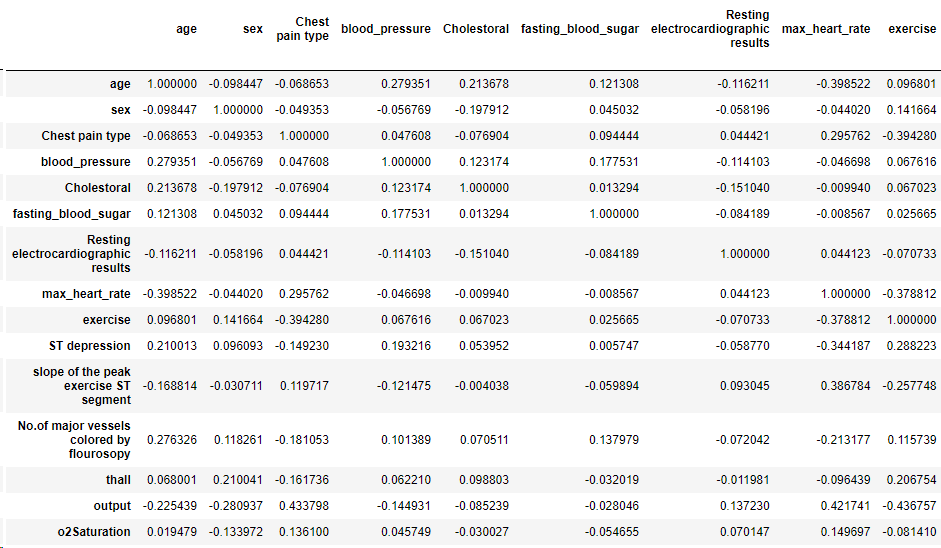 age sex Chest pain type blood_pressure Cholestoral fasting_blood_sugar Resting electrocardiographic results max_heart_rate exercise
age 1.000000 -0.098447 -0.068653 0.279351 0.213678 0.121308 -0.116211 -0.398522 0.096801
sex -0.098447 1.000000 -0.049353 -0.056769 -0.197912 0.045032 -0.058196 -0.044020 0.141664
Chest pain type -0.068653 -0.049353 1.000000 0.047608 -0.076904 0.094444 0.044421 0.295762 -0.394280
blood_pressure 0.279351 -0.056769 0.047608 1.000000 0.123174 0.177531 -0.114103 -0.046698 0.067616
Cholestoral 0.213678 -0.197912 -0.076904 0.123174 1.000000 0.013294 -0.151040 -0.009940 0.067023
fasting_blood_sugar 0.121308 0.045032 0.094444 0.177531 0.013294 1.000000 -0.084189 -0.008567 0.025665
Resting
electrocardiographic -0.116211 -0.058196 0.044421 -0.114103 -0.151040 -0.084189 1.000000 0.044123 -0.070733
results
max_heart_rate -0.398522 -0.044020 0.295762 -0.046698 -0.009940 -0.008567 0.044123 1.000000 -0.378812
exercise 0.096801 0.141664 -0.394280 0.067616 0.067023 0.025665 -0.070733 -0.378812 1.000000
ST depression 0.210013 0.096093 -0.149230 0.193216 0.053952 0.005747 -0.058770 -0.344187 0.288223
slope of the peak
exercise ST -0.168814 -0.030711 0.119717 -0.121475 -0.004038 -0.059894 0.093045 0.386784 -0.257748
segment
No.of major vessels
colored by 0.276326 0.118261 -0.181053 0.101389 0.070511 0.137979 -0.072042 -0.213177 0.115739
flourosopy
thall 0.068001 0.210041 -0.161736 0.062210 0.098803 -0.032019 -0.011981 -0.096439 0.206754
output -0.225439 -0.280937 0.433798 -0.144931 -0.085239 -0.028046 0.137230 0.421741 -0.436757
o2Saturation 0.019479 -0.133972 0.136100 0.045749 -0.030027 -0.054655 0.070147 0.149697 -0.081410